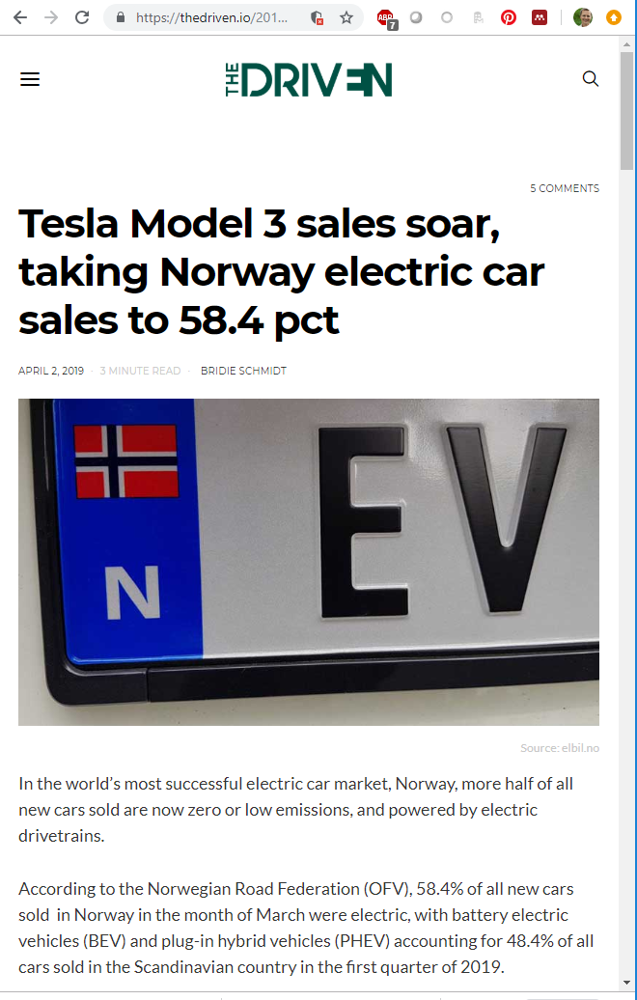 https://thedriven.io/201...
ABP
7
THE DRIVEN
5 COMMENTS
Tesla Model 3 sales soar,
taking Norway electric car
sales to 58.4 pct
APRIL 2, 2019 · 3 MINUTE READ · BRIDIE SCHMIDT
EV
N
Source: elbil.no
In the world’s most successful electric car market, Norway, more half of all
new cars sold are now zero or low emissions, and powered by electric
drivetrains.
According to the Norwegian Road Federation (OFV), 58.4% of all new cars
sold  in Norway in the month of March were electric, with battery electric
vehicles (BEV) and plug-in hybrid vehicles (PHEV) accounting for 48.4% of all
cars sold in the Scandinavian country in the first quarter of 2019.